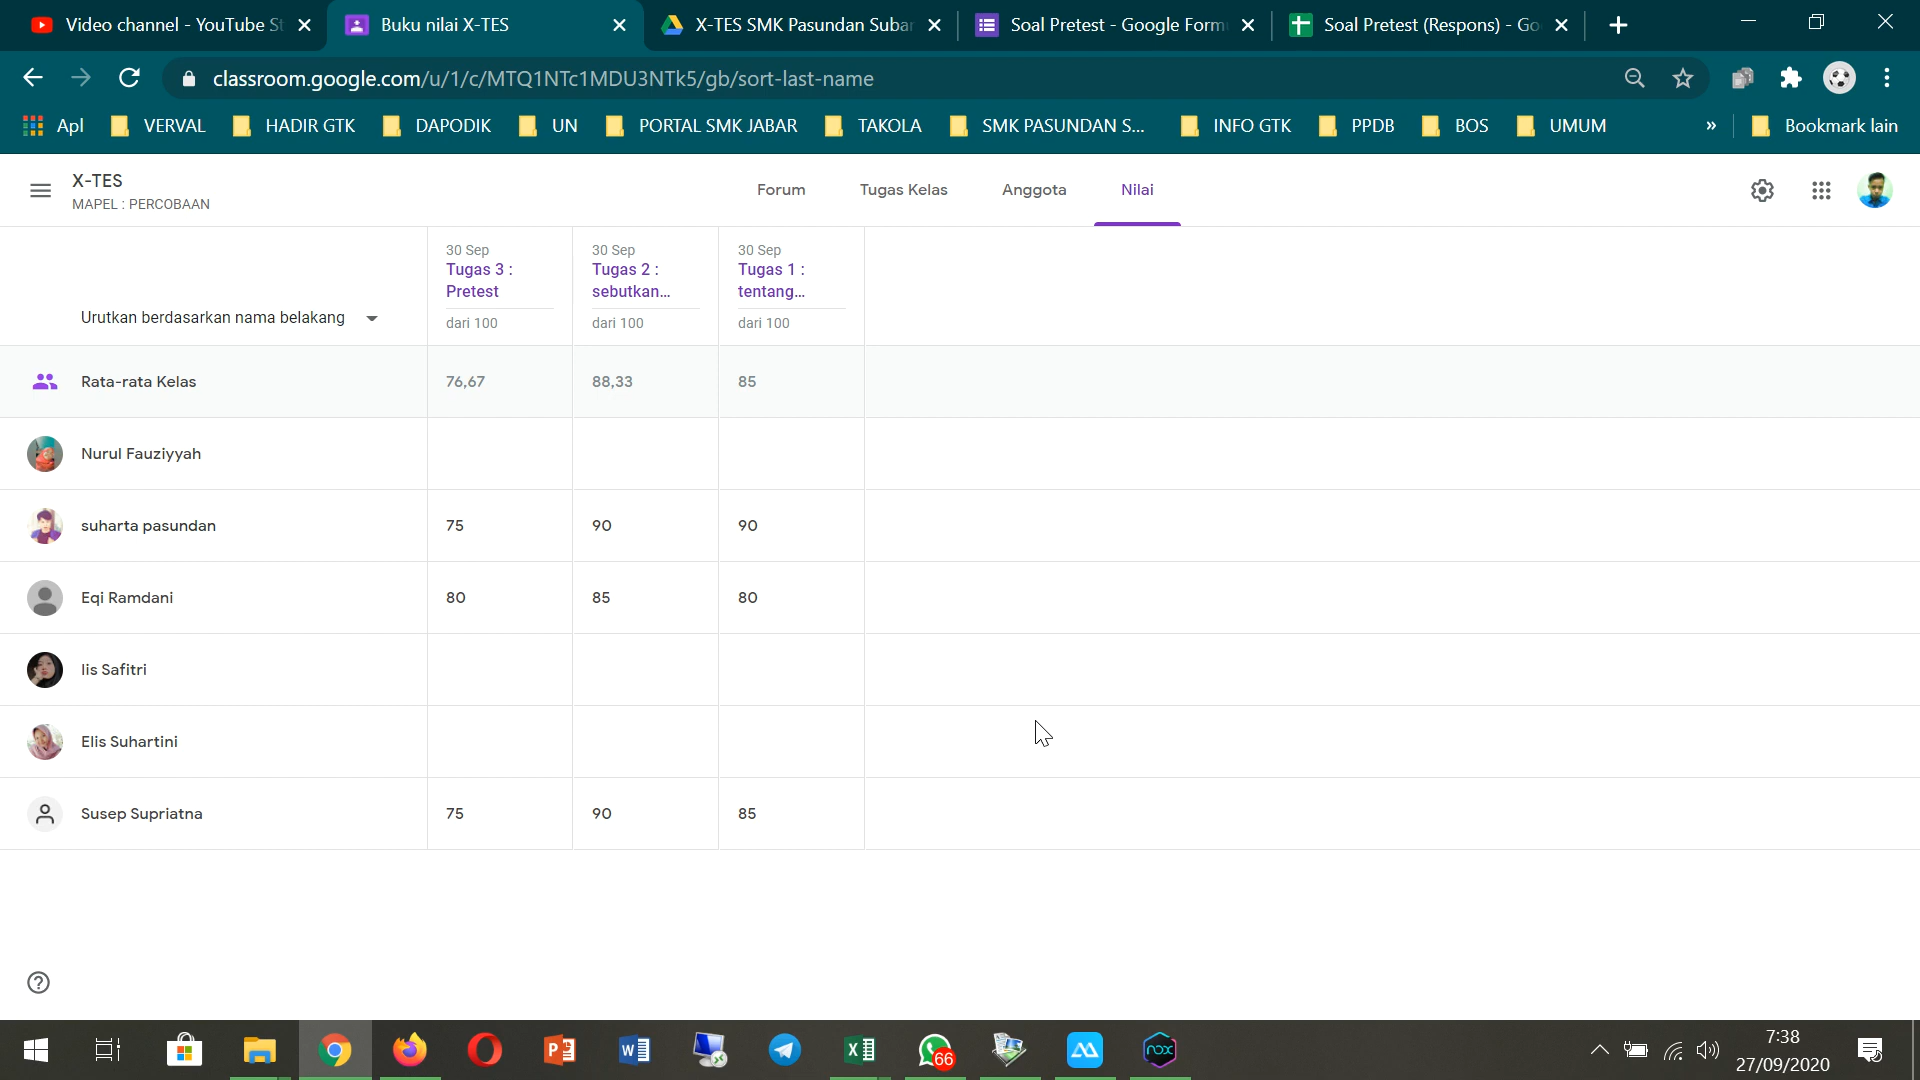 Video channel - YouTube St
Buku nilai X-TES
X-TES SMK Pasundan Suban
Soal Pretest - Google Formu
Soal Pretest (Respons) - Goo
classroom.google.com/u/1/c/MTQ1NTc1MDU3NTk5/gb/sort-last-name
Apl
VERVAL
HADIR GTK
DAPODIK
UN
PORTAL SMK JABAR
TAKOLA
SMK PASUNDAN S...
INFO GTK
PPDB
BOS
UMUM
»
Bookmark lain
X-TES
MAPEL : PERCOBAAN
Forum
Tugas Kelas
Anggota
Nilai
Urutkan berdasarkan nama belakang
30 Sep
Tugas 3 :
Pretest
dari 100
30 Sep
Tugas 2 :
sebutkan...
dari 100
30 Sep
Tugas 1 :
tentang...
dari 100
Rata-rata Kelas 76,67 88,33 85
Nurul Fauziyyah
suharta pasundan 75 90 90
Eqi Ramdani 80 85 80
Iis Safitri
Elis Suhartini
Susep Supriatna 75 90 85
66
nox
7:38
27/09/2020